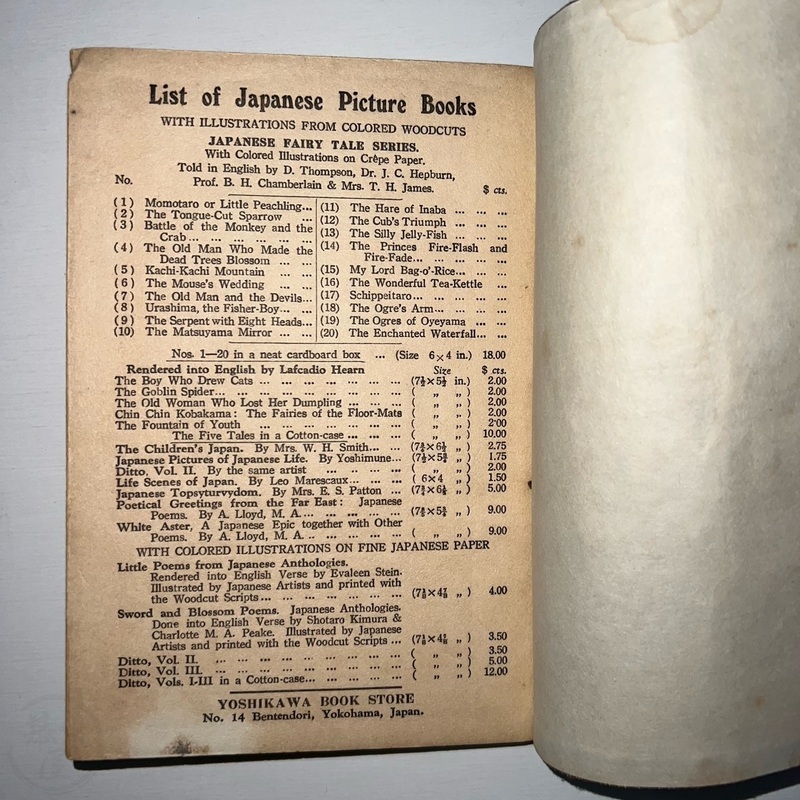 List of Japanese Picture Books
WITH ILLUSTRATIONS FROM COLORED WOODCUTS
JAPANESE FAIRY TALE SERIES.
With Colored Illustrations on Crêpe Paper.
Told in English by D. Thompson, Dr. J. C. Hepburn,
Prof. B. H. Chamberlain & Mrs. T. H. James.
No. $ cts.
(1) Momotaro or Little Peachling...
(2) The Tongue-Cut Sparrow ...
(3) Battle of the Monkey and the
Crab... ... ... ... ... ...
(4) The Old Man Who Made the
Dead Trees Blossom ... ...
(5) Kachi-Kachi Mountain ... ...
(6) The Mouse's Wedding ... ...
(7) The Old Man and the Devils...
(8) Urashima, the Fisher-Boy... ...
(9) The Serpent with Eight Heads...
(10) The Matsuyama Mirror ... ...
(11) The Hare of Inaba ... ... ...
(12) The Cub's Triumph ... ... ...
(13) The Silly Jelly-Fish ... ... ...
(14) The Princes Fire-Flash and
Fire-Fade... ... ... ... ...
(15) My Lord Bag-o'-Rice... ... ...
(16) The Wonderful Tea-Kettle ...
(17) Schippeitaro... ... ... ... ...
(18) The Ogre's Arm... ... ... ...
(19) The Ogres of Oyeyama ... ...
(20) The Enchanted Waterfall... ...
Nos. 1—20 in a neat cardboard box ... (Size 6×4 in.) 18.00
Rendered into English by Lafcadio Hearn Size $ cts.
The Boy Who Drew Cats ... ... ... ... ... ... ... (7½×5½ in.) 2.00
The Goblin Spider... ... ... ... ... ... ... ... ( „ „ ) 2.00
The Old Woman Who Lost Her Dumpling ... ... ... ( „ „ ) 2.00
Chin Chin Kobakama: The Fairies of the Floor-Mats ( „ „ ) 2.00
The Fountain of Youth ... ... ... ... ... ... ... ( „ „ ) 2.00
The Five Tales in a Cotton-case ... ... ... ( „ „ ) 10.00
The Children's Japan. By Mrs. W. H. Smith... ... 2.75
Japanese Pictures of Japanese Life. By Yoshimune... 1.75
Ditto. Vol. II. By the same artist ... ... ... ... ( „ „ ) 2.00
Life Scenes of Japan. By Leo Marescaux... ... ( 6×4 „ ) 1.50
Japanese Topsyturvydom. By Mrs. E. S. Patton ... 5.00
Poetical Greetings from the Far East: Japanese
Poems. By A. Lloyd, M. A.... ... ... ... ... 9.00
White Aster, A Japanese Epic together with Other
Poems. By A. Lloyd, M. A. .. ... ... ... ... ( „ „ ) 9.00
WITH COLORED ILLUSTRATIONS ON FINE JAPANESE PAPER
Little Poems from Japanese Anthologies.
Rendered into English Verse by Evaleen Stein.
Illustrated by Japanese Artists and printed with
the Woodcut Scripts... ... ... ... ... ... ... 4.00
Sword and Blossom Poems. Japanese Anthologies.
Done into English Verse by Shotaro Kimura &
Charlotte M. A. Peake. Illustrated by Japanese
Artists and printed with the Woodcut Scripts ... 3.50
Ditto, Vol. II. ... ... ... ... ... ... ... ... ( „ „ ) 3.50
Ditto, Vol. III. ... ... ... ... ... ... ... ... ( „ „ ) 5.00
Ditto, Vols. I-III in a Cotton-case... ... ... ... ( „ „ ) 12.00
YOSHIKAWA BOOK STORE
No. 14 Bentendori, Yokohama, Japan.